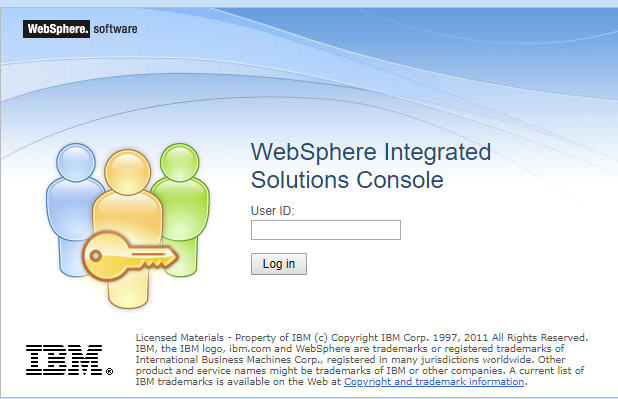 WebSphere. software
WebSphere Integrated
Solutions Console
User ID:
Log in
Licensed Materials - Property of IBM (c) Copyright IBM Corp. 1997, 2011 All Rights Reserved.
IBM, the IBM logo, ibm.com and WebSphere are trademarks or registered trademarks of
International Business Machines Corp., registered in many jurisdictions worldwide. Other
product and service names might be trademarks of IBM or other companies. A current list of
IBM trademarks is available on the Web at Copyright and trademark information.
IBM®